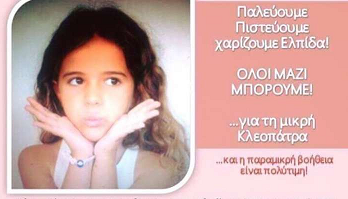 Παλεύουμε
Πιστεύουμε
χαρίζουμε Ελπίδα!
ΟΛΟΙ ΜΑΖΙ
ΜΠΟΡΟΥΜΕ!
...για τη μικρή
Κλεοπάτρα
...και η παραμικρή βοήθεια
είναι πολύτιμη!